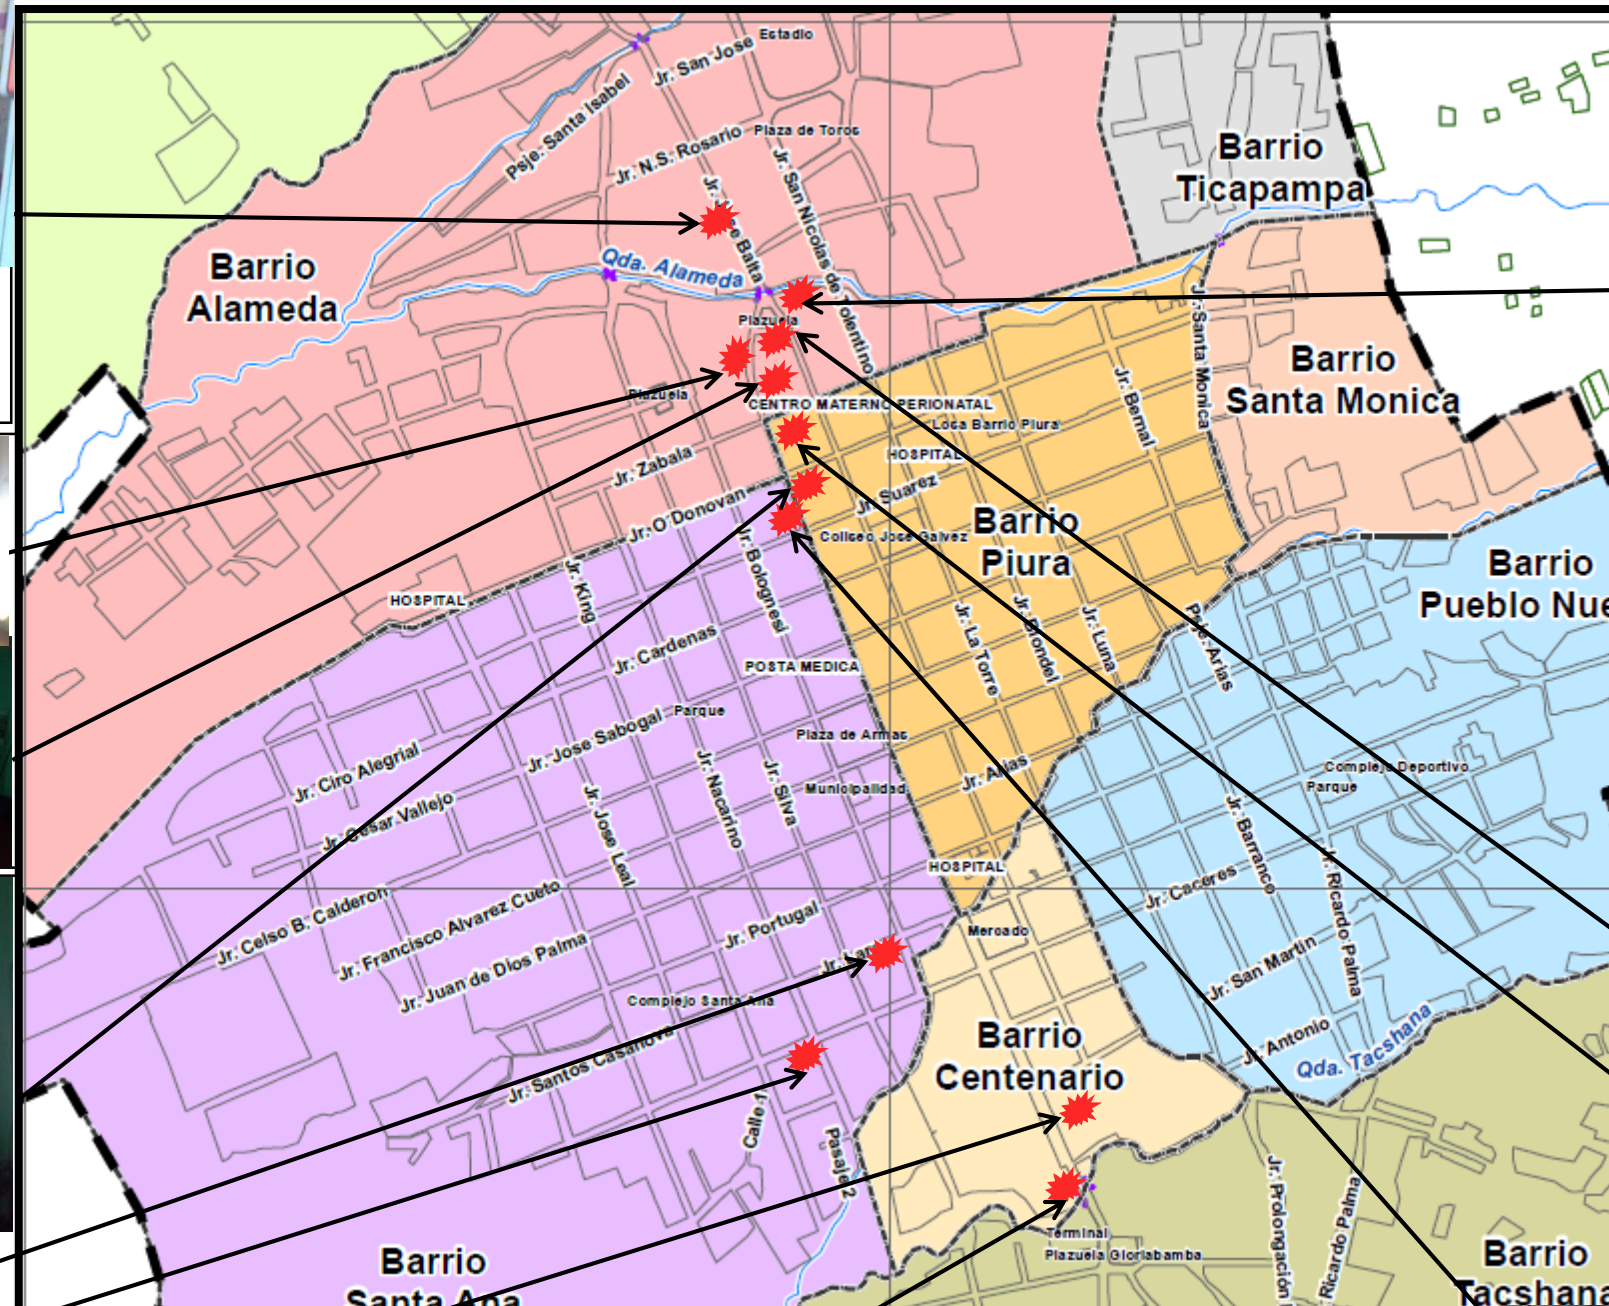 Estadio
Jr. San Jose
Psje. Santa Isabel
Plaza de Toros
Jr. N.S. Rosario
Barrio
Ticapampa
Jr. San Nicolas de Tolentino
Balta
Barrio
Alameda
Qda. Alameda
Plazuela
Jr. Santa Monica
Barrio
Santa Monica
Jr. Bernal
Plazuela
CENTRO MATERNO PERIONATAL
Losa Barrio Piura
HOSPITAL
Jr. Zabala
Jr. Suarez
Jr. O'Donovan
Barrio
Piura
Coliseo Jose Galvez
Jr. Bolognesi
Jr. King
HOSPITAL
Barrio
Pueblo Nue
Jr. La Torre
Jr. Blondel
Jr. Luna
Psje. Arias
Jr. Cardenas
POSTA MEDICA
Parque
Jr. Jose Sabogal
Plaza de Armas
Jr. Ciro Alegrial
Jr. Nacarino
Jr. Silva
Municipalidad
Jr. Arias
Complejo Deportivo
Parque
Jr. Cesar Vallejo
Jr. Jose Leal
Jr. Barranco
Jr. Ricardo Palma
HOSPITAL
Jr. Caceres
Jr. Celso B. Calderon
Jr. Francisco Alvarez Cueto
Jr. Portugal
Mercado
Jr. Juan de Dios Palma
Jr.
Jr. San Martin
Complejo Santa Ana
Barrio
Centenario
Jr. Antonio
Qda. Tacshana
Jr. Santos Casanova
Calle 1
Pasaje 2
Jr. Prolongación
Ricardo Palma
Terminal
Plazuela Gloriabamba
Barrio
Santa Ana
Barrio
Tacshana